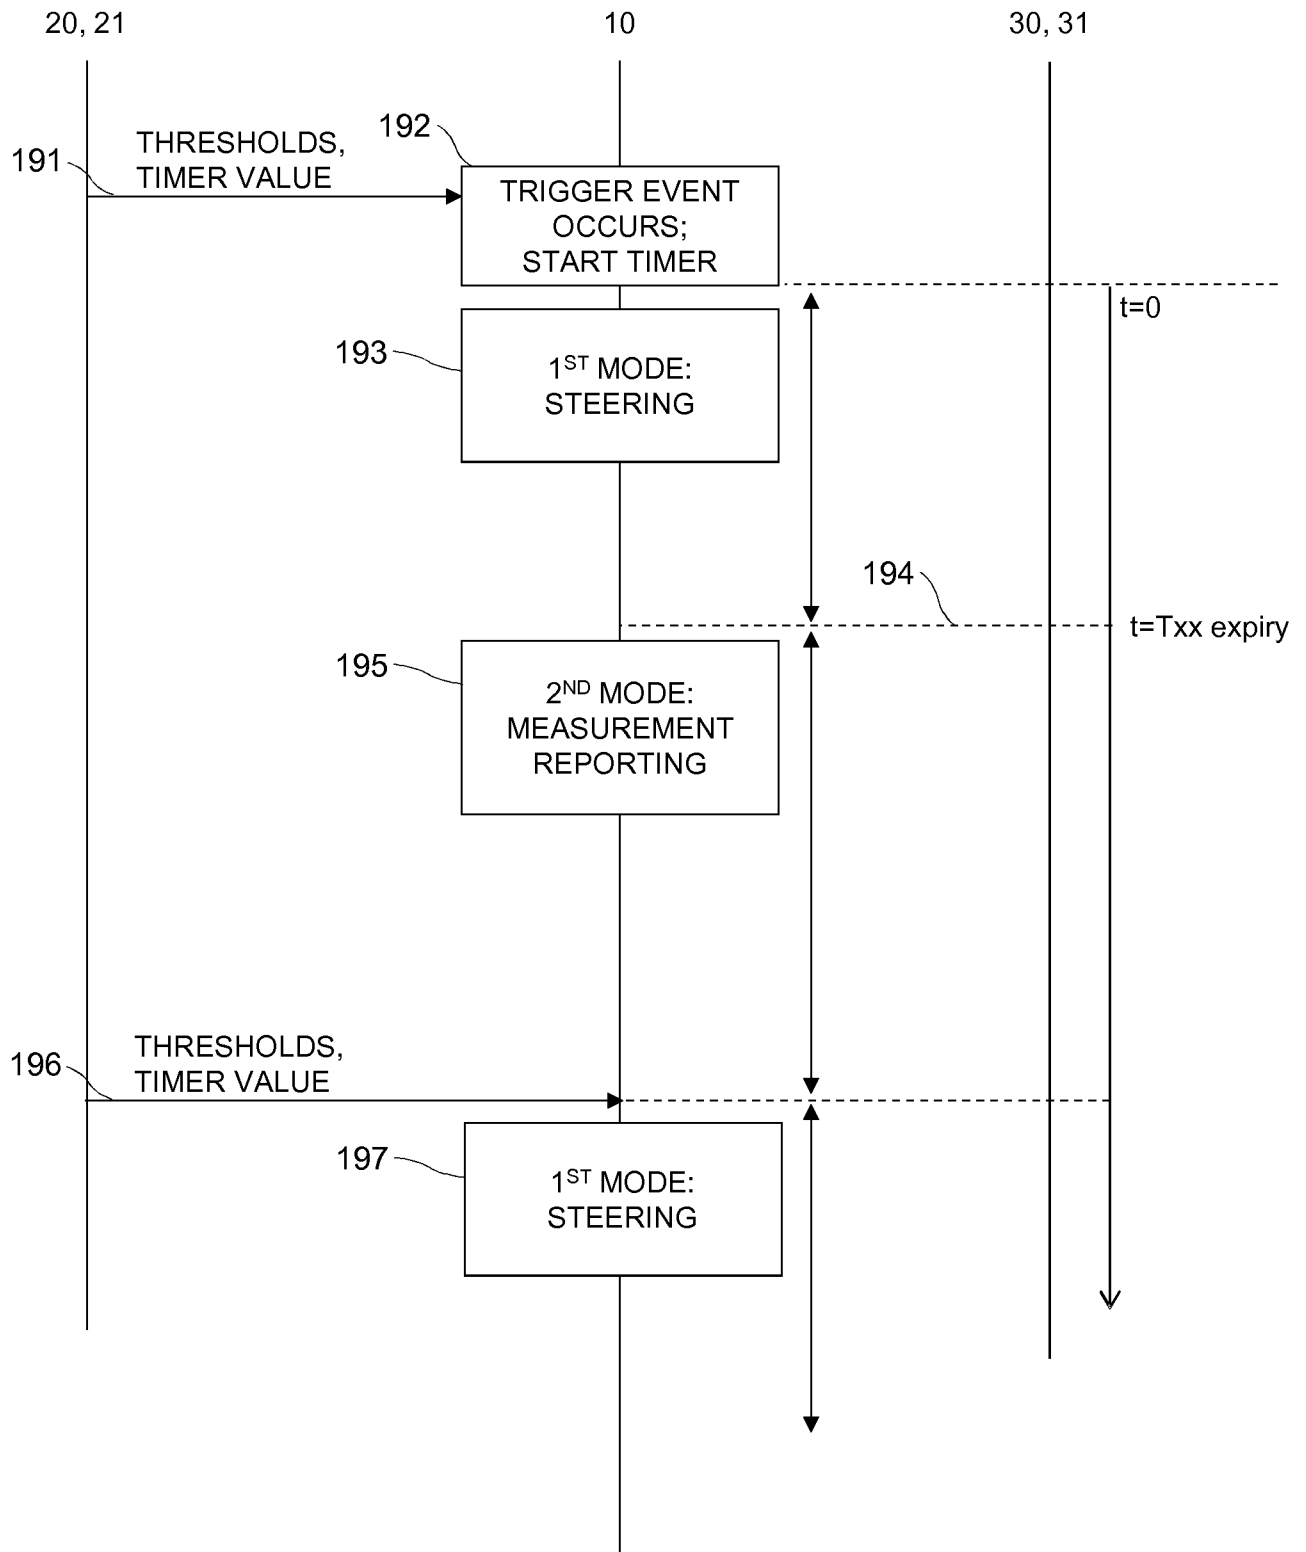 20, 21
10
30, 31
192
THRESHOLDS,
TIMER VALUE
191
TRIGGER EVENT
OCCURS;
START TIMER
t=0
193
1ST MODE:
STEERING
194
t=Txx expiry
195
2ND MODE:
MEASUREMENT
REPORTING
THRESHOLDS,
TIMER VALUE
196
197
1ST MODE:
STEERING